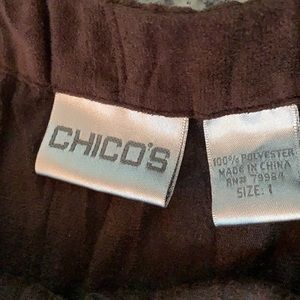 CHICO'S
100% POLYESTER
MADE IN CHINA
RN# 79984
SIZE: 1